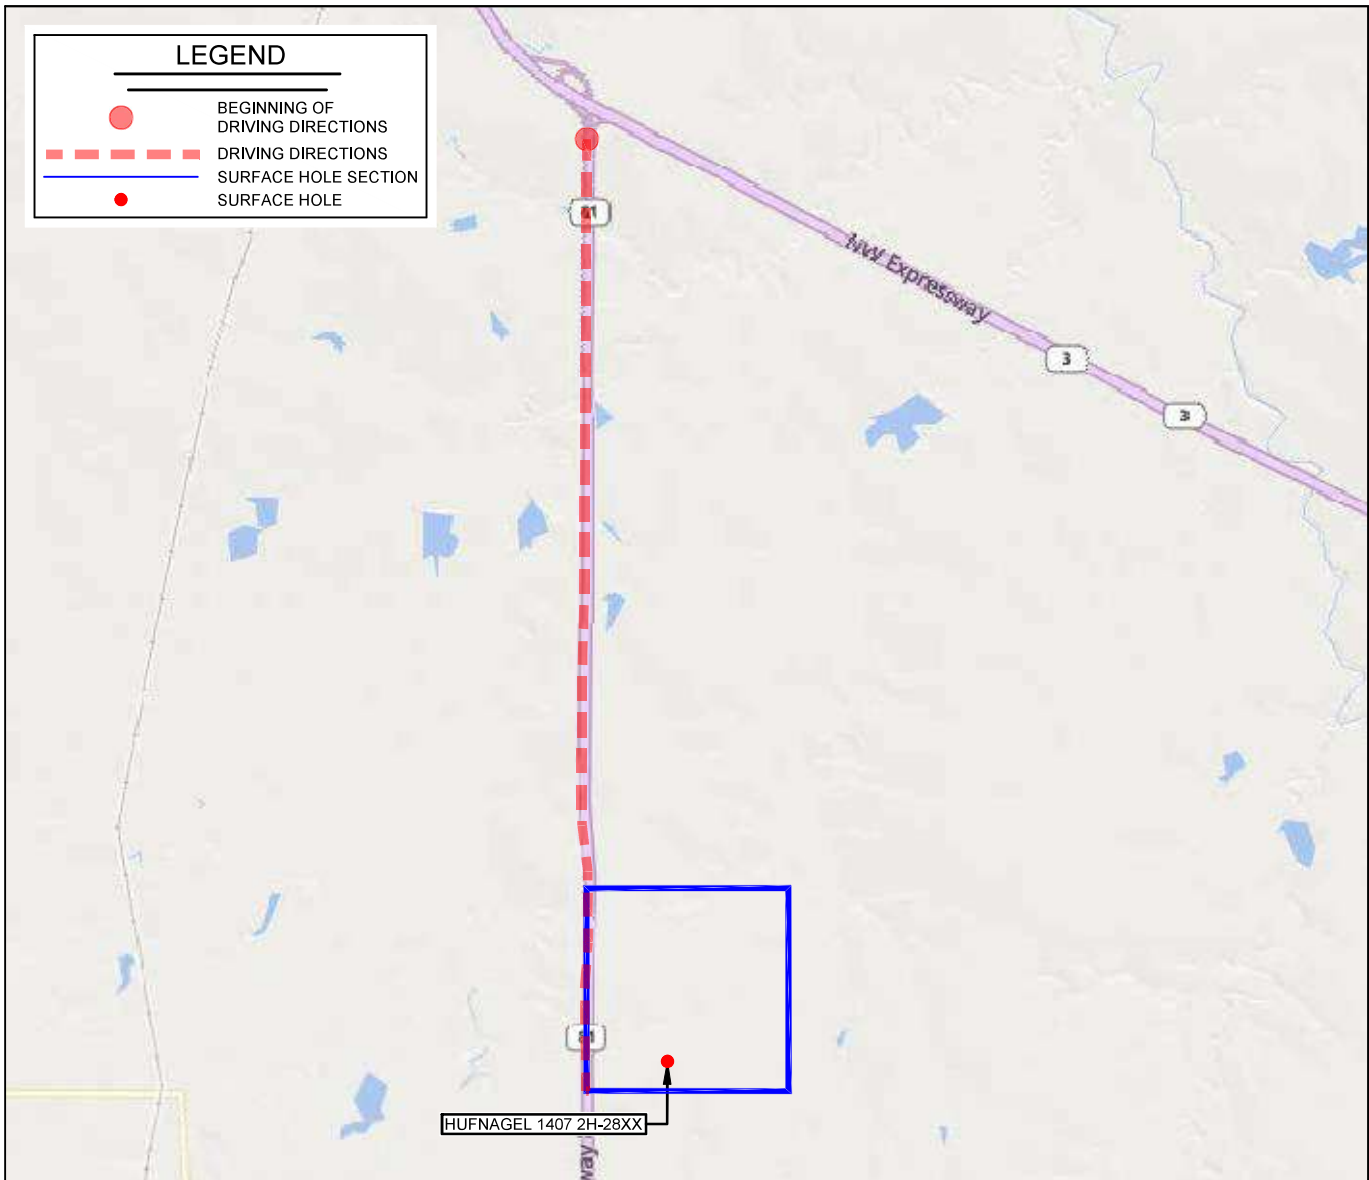 LEGEND
BEGINNING OF
DRIVING DIRECTIONS
DRIVING DIRECTIONS
SURFACE HOLE SECTION
SURFACE HOLE
Expressway
3
3
HUFNAGEL 1407 2H-28XX
way